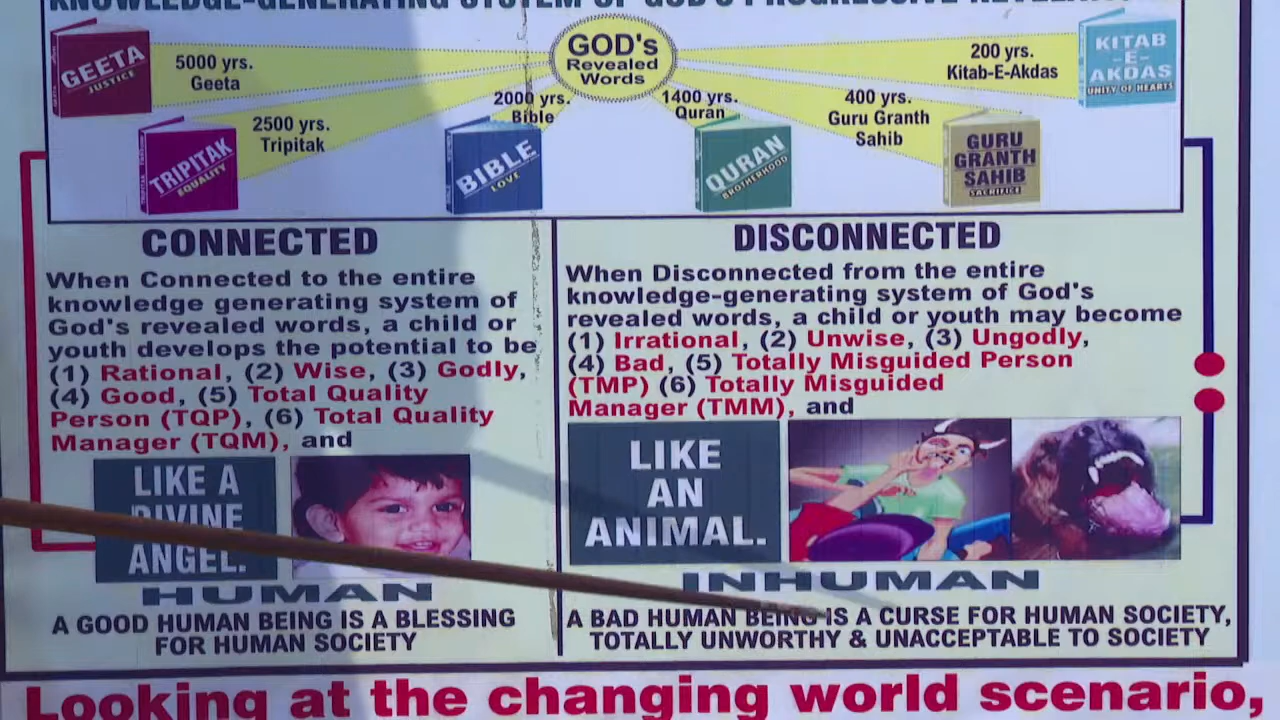 KNOWLEDGE-GENERATING SYSTEM OF GOD'S PROGRESSIVE
GOD's
Revealed
Words
GEETA
JUSTICE
5000 yrs.
Geeta
200 yrs.
Kitab-E-Akdas
KITAB
-E-
AKDAS
UNITY OF HEARTS
2500 yrs.
Tripitak
2000 yrs.
Bible
1400 yrs.
Quran
400 yrs.
Guru Granth
Sahib
TRIPITAK
EQUALITY
BIBLE
LOVE
QURAN
BROTHERHOOD
GURU
GRANTH
SAHIB
SACRIFICE
CONNECTED
When Connected to the entire
knowledge generating system of
God's revealed words, a child or
youth develops the potential to be
(1) Rational, (2) Wise, (3) Godly,
(4) Good, (5) Total Quality
Person (TQP), (6) Total Quality
Manager (TQM), and
LIKE A
DIVINE
ANGEL.
HUMAN
A GOOD HUMAN BEING IS A BLESSING
FOR HUMAN SOCIETY
DISCONNECTED
When Disconnected from the entire
knowledge-generating system of God's
revealed words, a child or youth may become
(1) Irrational, (2) Unwise, (3) Ungodly,
(4) Bad, (5) Totally Misguided Person
(TMP) (6) Totally Misguided
Manager (TMM), and
LIKE
AN
ANIMAL.
INHUMAN
A BAD HUMAN BEING IS A CURSE FOR HUMAN SOCIETY,
TOTALLY UNWORTHY & UNACCEPTABLE TO SOCIETY
Looking at the changing world scenario,